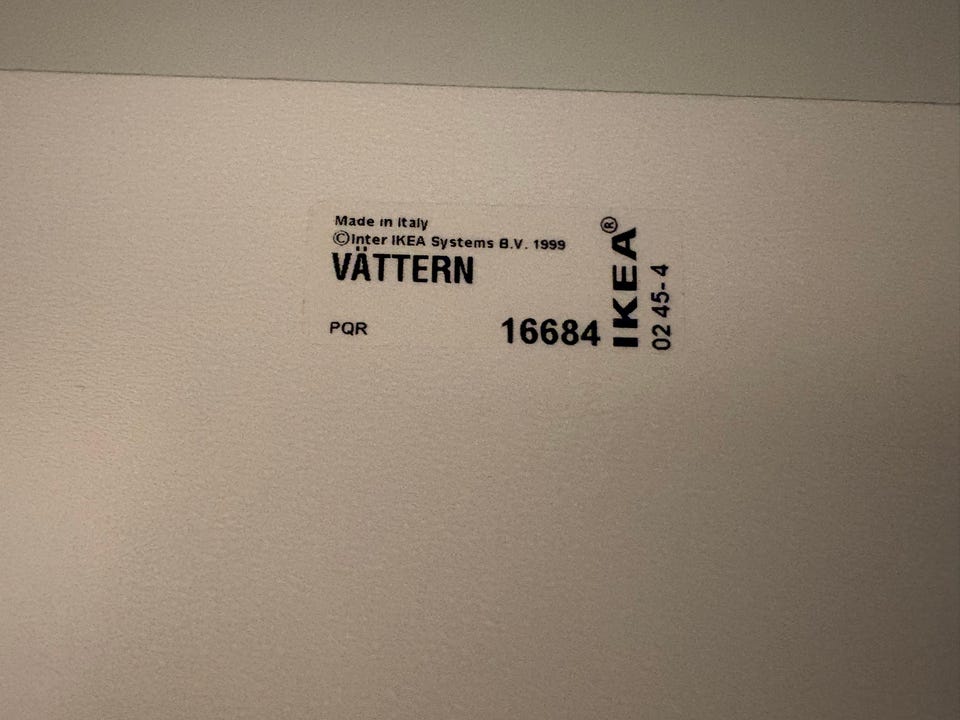 Made in Italy
©Inter IKEA Systems B.V. 1999
VÄTTERN
PQR
16684
IKEA®
02 45-4